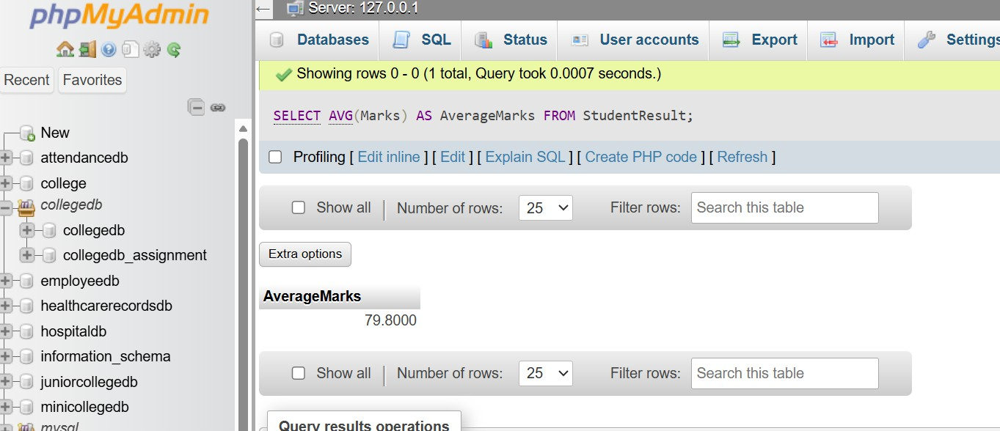 phpMyAdmin
Recent Favorites
New
attendancedb
college
collegedb
collegedb
collegedb_assignment
employeedb
healthcarerecordsdb
hospitaldb
information_schema
juniorcollegedb
minicollegedb
mysql
Server: 127.0.0.1
Databases SQL Status User accounts Export Import Settings
Showing rows 0 - 0 (1 total, Query took 0.0007 seconds.)
SELECT AVG(Marks) AS AverageMarks FROM StudentResult;
Profiling [ Edit inline ] [ Edit ] [ Explain SQL ] [ Create PHP code ] [ Refresh ]
Show all | Number of rows: 25 Filter rows: Search this table
Extra options
AverageMarks
79.8000
Show all | Number of rows: 25 Filter rows: Search this table
Query results operations